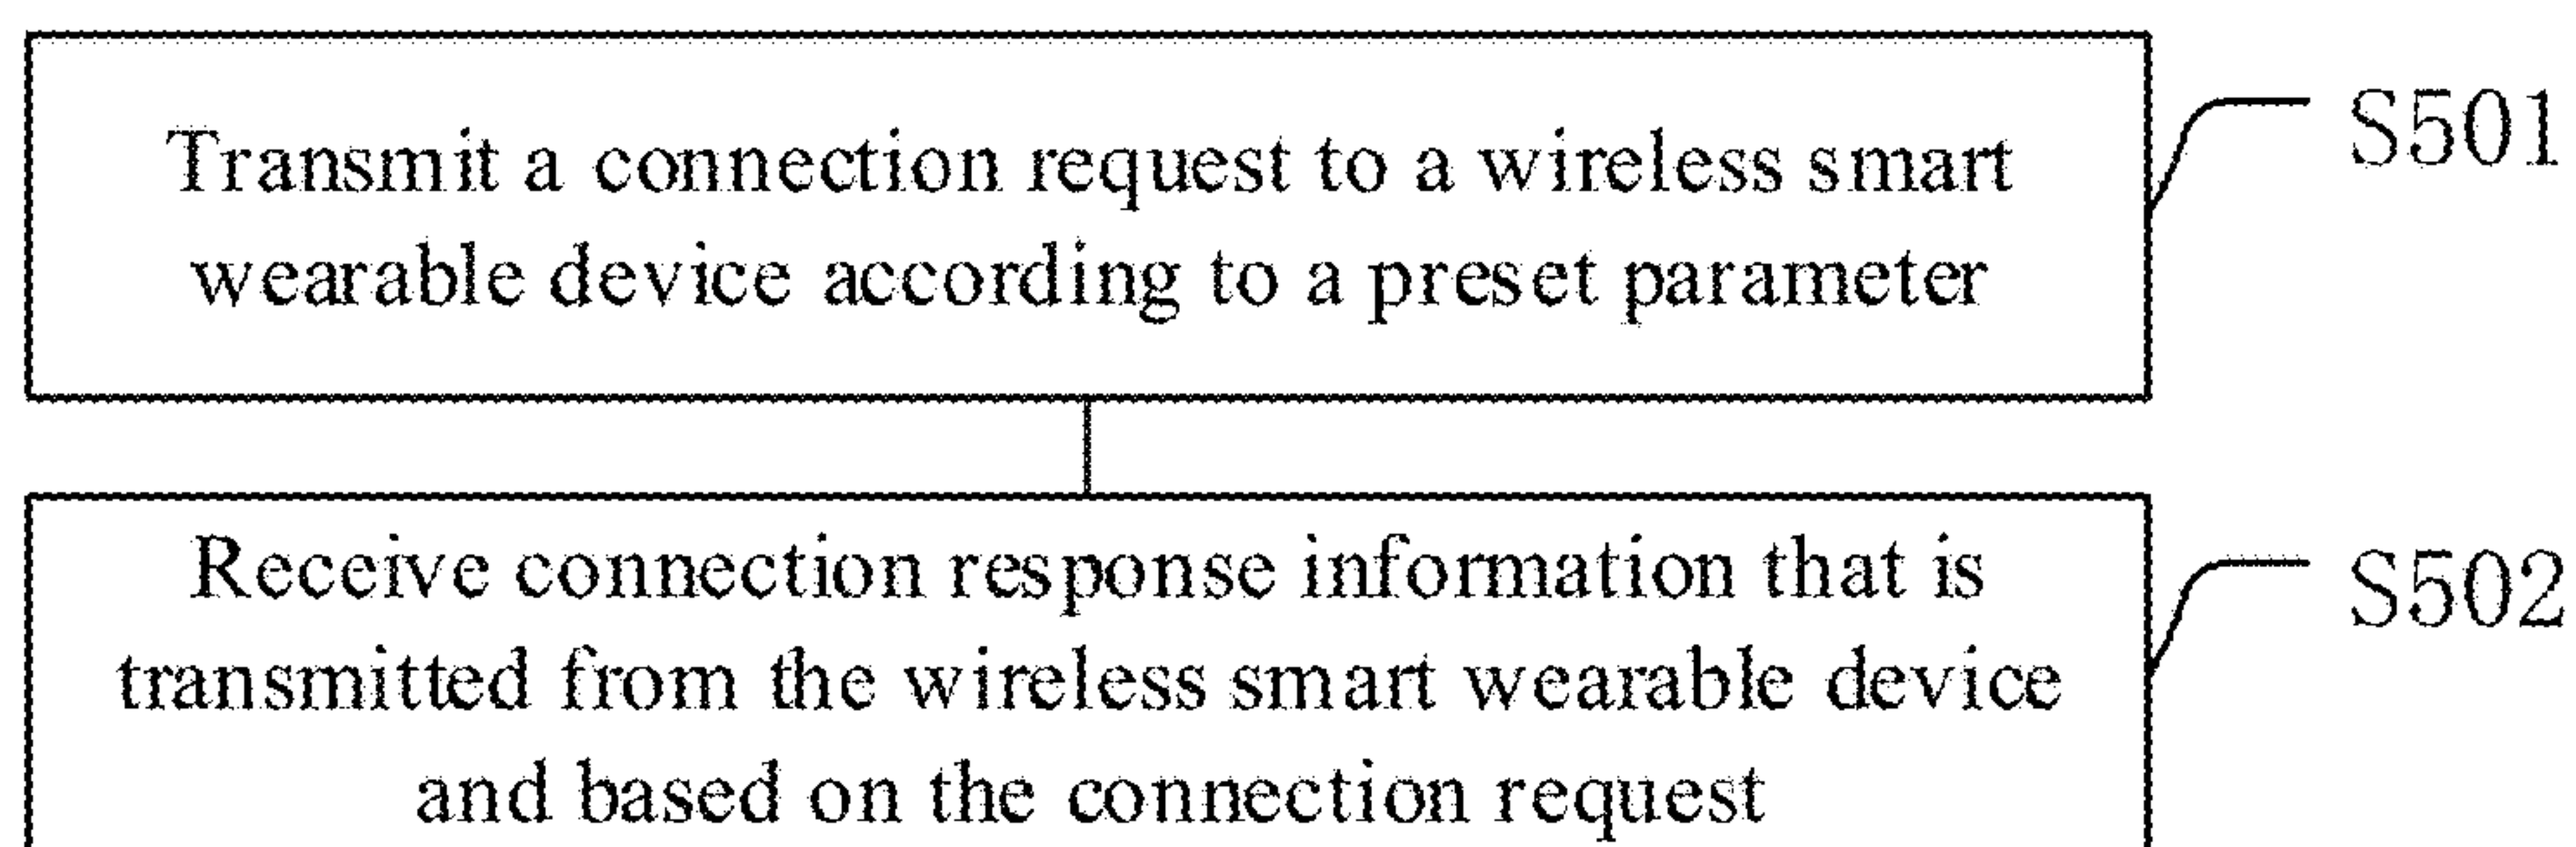 Transmit a connection request to a wireless smart
wearable device according to a preset parameter
S501
Receive connection response information that is
transmitted from the wireless smart wearable device
and based on the connection request
S502